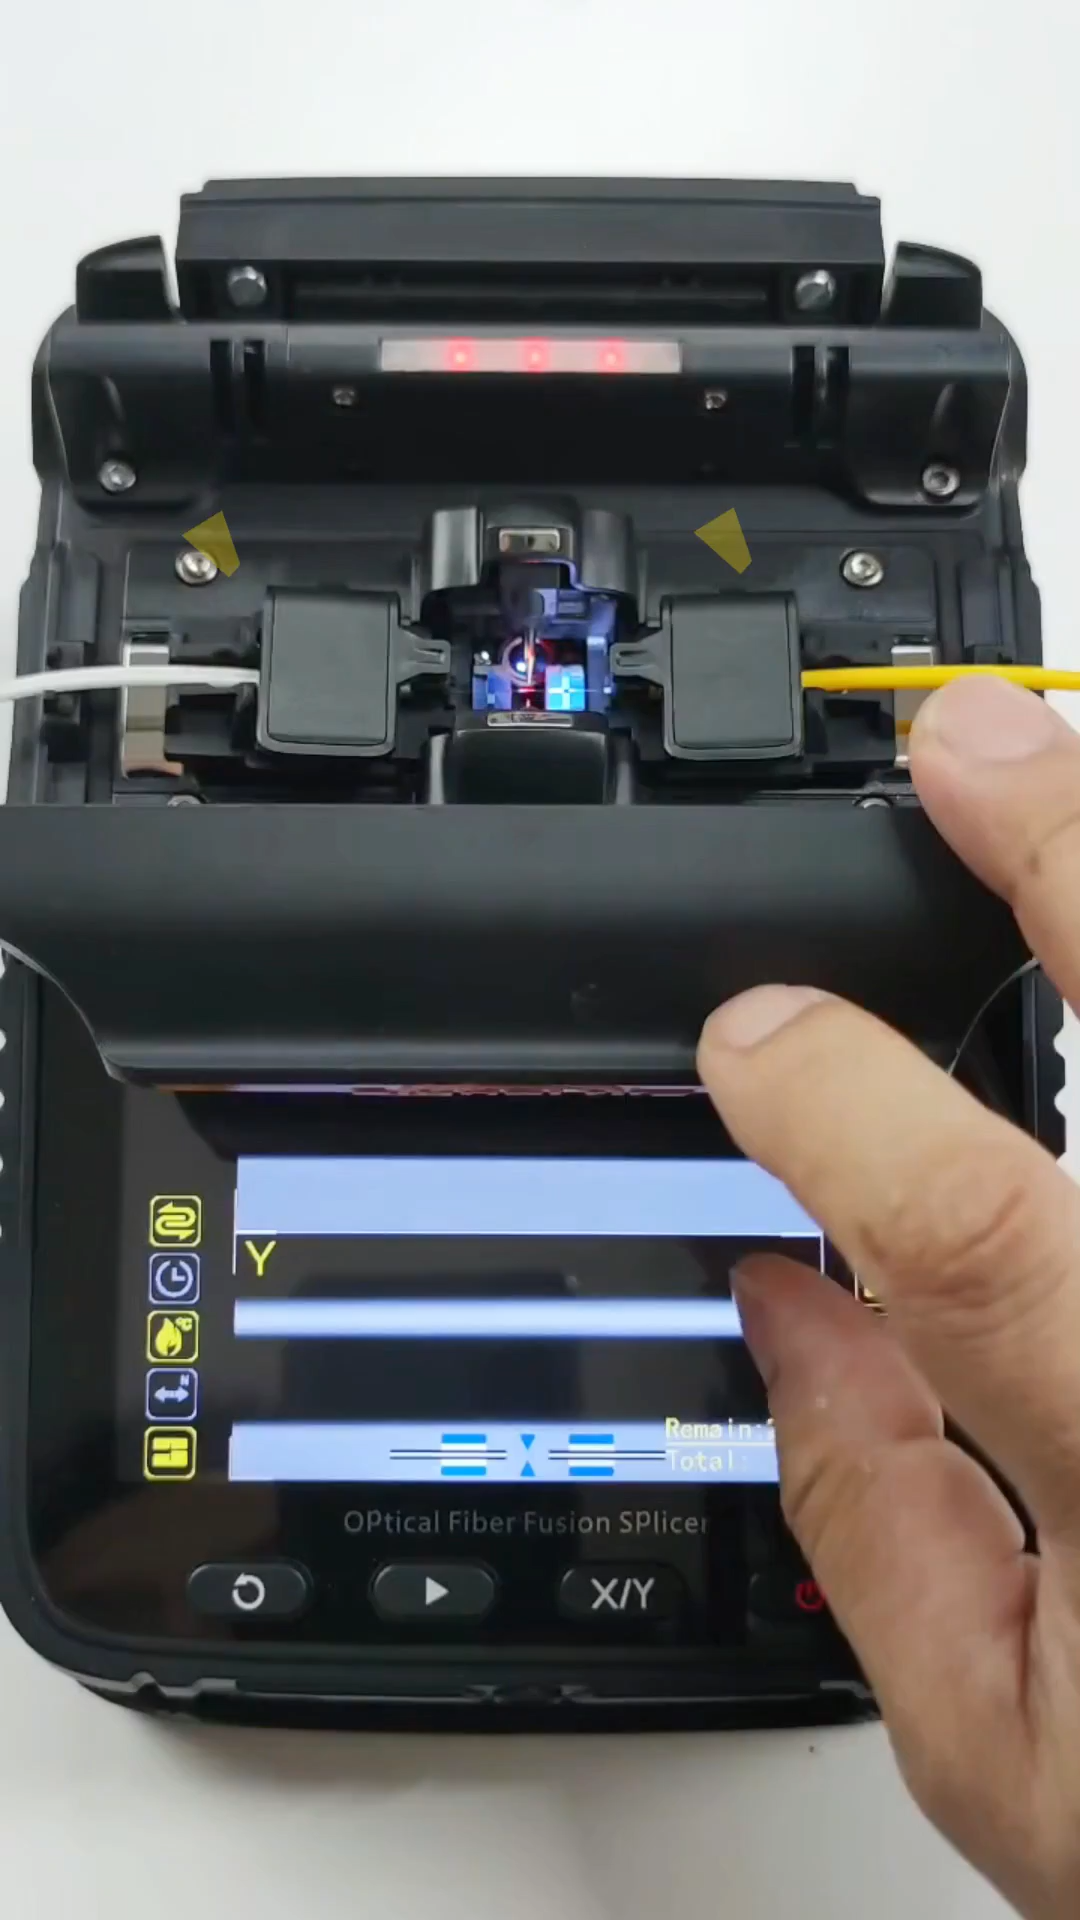 Y
Remain:
Total:
OPtical Fiber Fusion SPlicer
X/Y